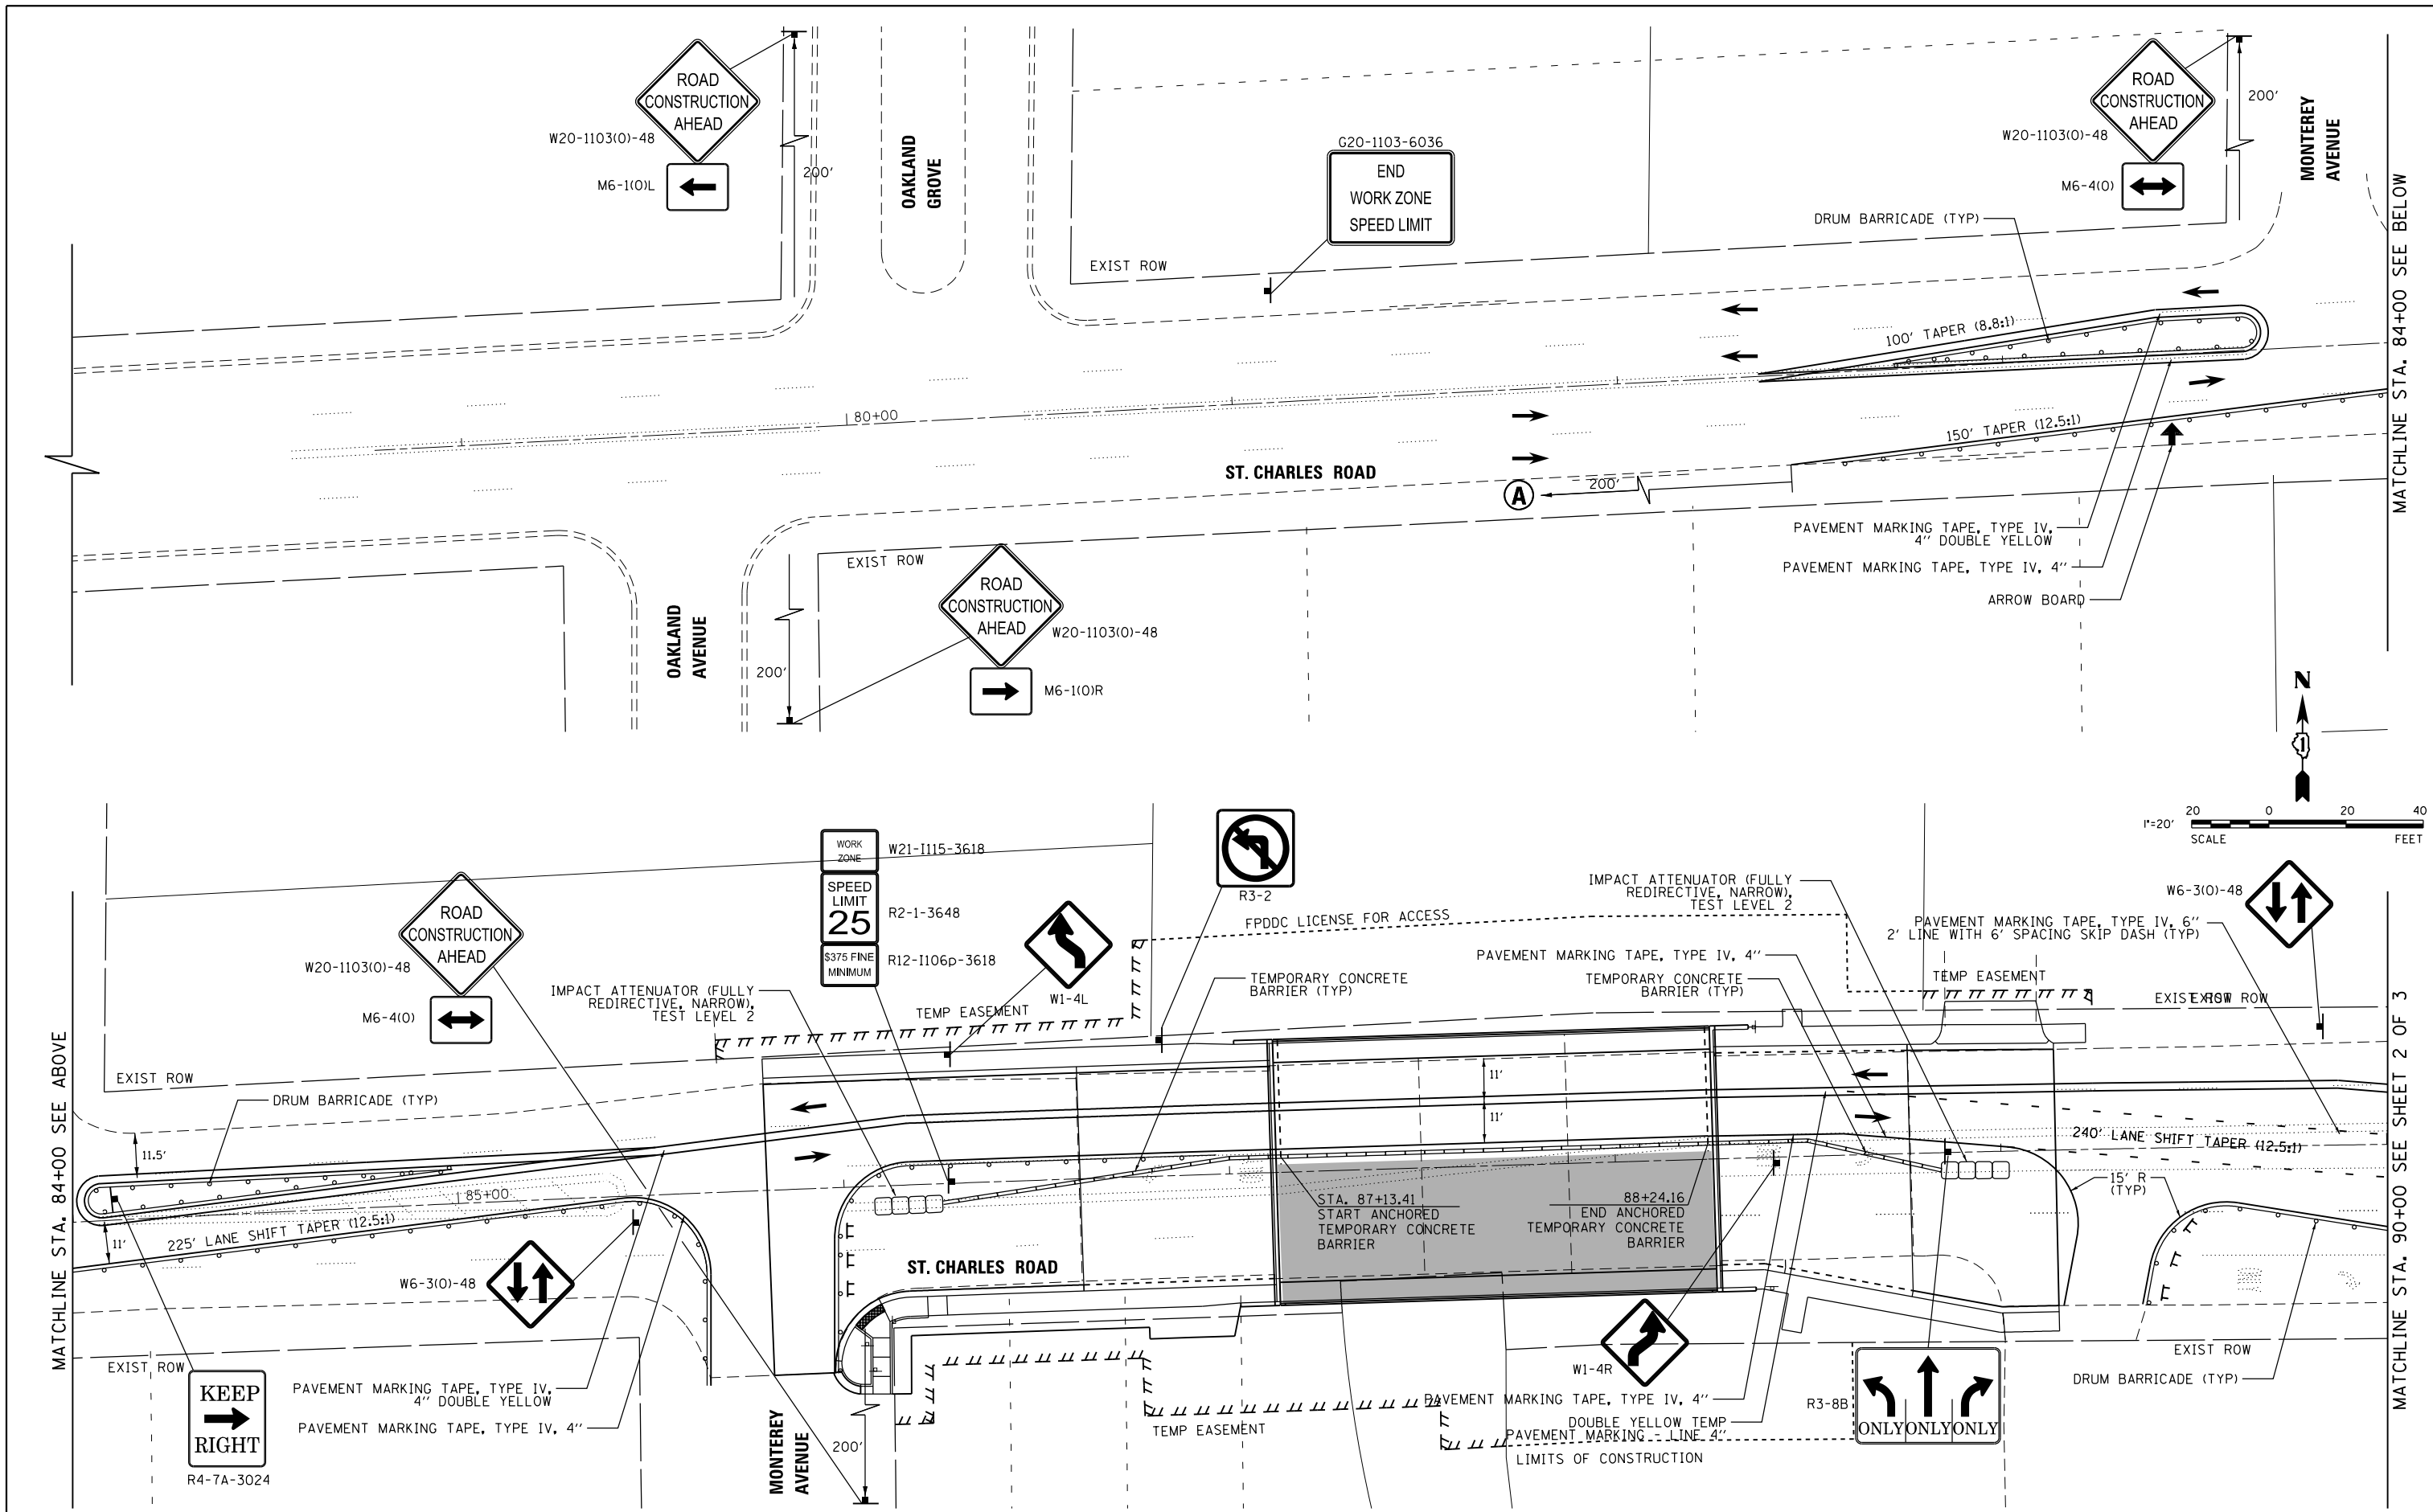 ROAD
CONSTRUCTION
AHEAD
W20-1103(0)-48
M6-1(0)L
200'
OAKLAND
GROVE
G20-1103-6036
END
WORK ZONE
SPEED LIMIT
EXIST ROW
ROAD
CONSTRUCTION
AHEAD
W20-1103(0)-48
M6-4(0)
200'
MONTEREY
AVENUE
DRUM BARRICADE (TYP)
MATCHLINE STA. 84+00 SEE BELOW
100' TAPER (8.8:1)
80+00
150' TAPER (12.5:1)
ST. CHARLES ROAD
A
200'
PAVEMENT MARKING TAPE, TYPE IV,
4" DOUBLE YELLOW
PAVEMENT MARKING TAPE, TYPE IV, 4"
ARROW BOARD
EXIST ROW
OAKLAND
AVENUE
200'
ROAD
CONSTRUCTION
AHEAD
W20-1103(0)-48
M6-1(0)R
N
1
1"=20'
20
0
20
40
SCALE
FEET
MATCHLINE STA. 84+00 SEE ABOVE
ROAD
CONSTRUCTION
AHEAD
W20-1103(0)-48
M6-4(0)
WORK
ZONE
W21-I115-3618
SPEED
LIMIT
25
R2-1-3648
$375 FINE
MINIMUM
R12-I106p-3618
W1-4L
R3-2
IMPACT ATTENUATOR (FULLY
REDIRECTIVE, NARROW),
TEST LEVEL 2
TEMP EASEMENT
FPDDC LICENSE FOR ACCESS
TEMPORARY CONCRETE
BARRIER (TYP)
IMPACT ATTENUATOR (FULLY
REDIRECTIVE, NARROW),
TEST LEVEL 2
PAVEMENT MARKING TAPE, TYPE IV, 4"
TEMPORARY CONCRETE
BARRIER (TYP)
W6-3(0)-48
PAVEMENT MARKING TAPE, TYPE IV, 6"
2' LINE WITH 6' SPACING SKIP DASH (TYP)
TEMP EASEMENT
EXIST ROW
EXIST ROW
EXIST ROW
DRUM BARRICADE (TYP)
11.5'
11'
11'
11'
85+00
225' LANE SHIFT TAPER (12.5:1)
240' LANE SHIFT TAPER (12.5:1)
15' R
(TYP)
STA. 87+13.41
START ANCHORED
TEMPORARY CONCRETE
BARRIER
88+24.16
END ANCHORED
TEMPORARY CONCRETE
BARRIER
ST. CHARLES ROAD
W6-3(0)-48
EXIST ROW
KEEP
RIGHT
R4-7A-3024
PAVEMENT MARKING TAPE, TYPE IV,
4" DOUBLE YELLOW
PAVEMENT MARKING TAPE, TYPE IV, 4"
MONTEREY
AVENUE
200'
TEMP EASEMENT
W1-4R
PAVEMENT MARKING TAPE, TYPE IV, 4"
DOUBLE YELLOW TEMP
PAVEMENT MARKING - LINE 4"
LIMITS OF CONSTRUCTION
R3-8B
ONLY
ONLY
ONLY
EXIST ROW
DRUM BARRICADE (TYP)
MATCHLINE STA. 90+00 SEE SHEET 2 OF 3